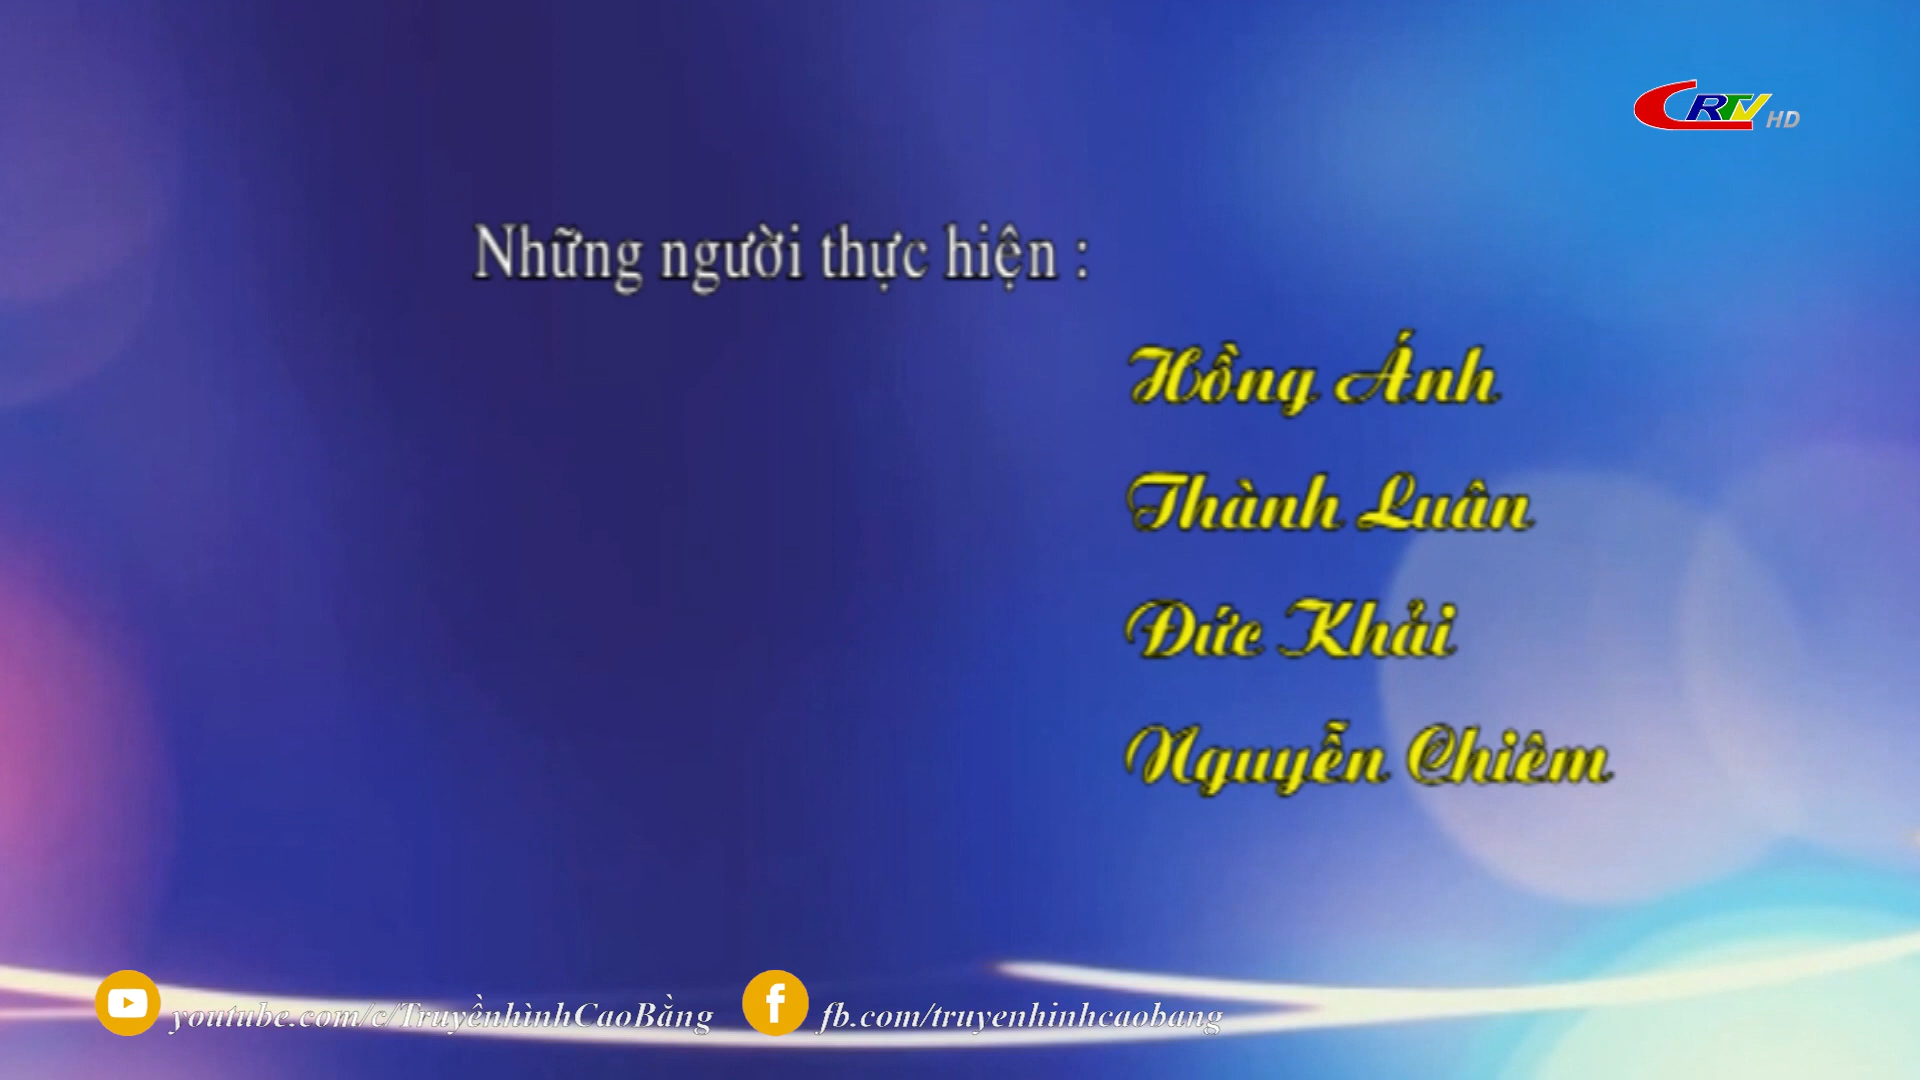 CRTV HD
Những người thực hiện :
Hồng Ánh
Thành Luân
Đức Khải
Nguyễn Chiêm
youtube.com/c/TruyềnhìnhCaoBằng
fb.com/truyenhinhcaobang